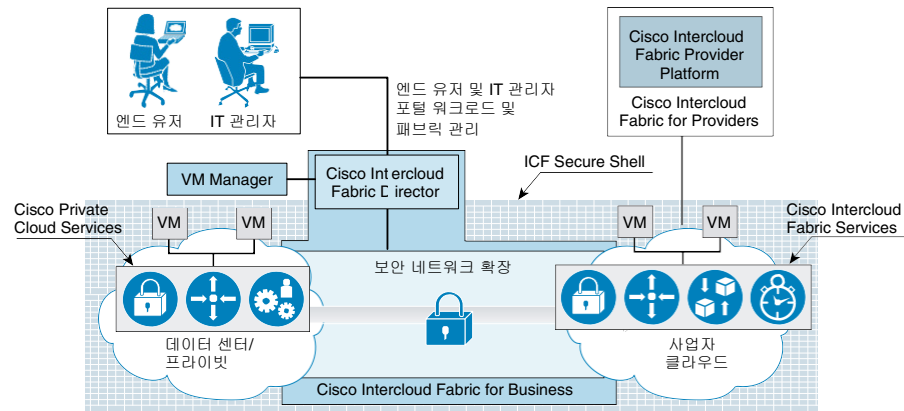 엔드 유저
IT 관리자
엔드 유저 및 IT 관리자
포털 워크로드 및
패브릭 관리
Cisco Intercloud
Fabric Provider
Platform
Cisco Intercloud
Fabric for Providers
VM Manager
Cisco Intercloud
Fabric Director
ICF Secure Shell
Cisco Private
Cloud Services
VM
VM
VM
VM
Cisco Intercloud
Fabric Services
보안 네트워크 확장
데이터 센터/
프라이빗
사업자
클라우드
Cisco Intercloud Fabric for Business